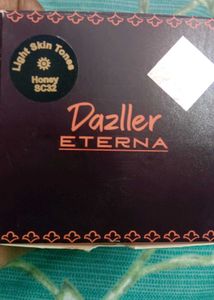 Light Skin Tones
Honey
SC32
Dazller
ETERNA